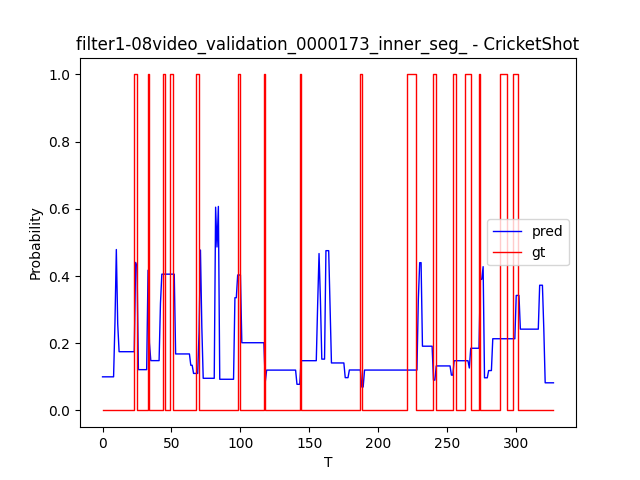 filter1-08video_validation_0000173_inner_seg_ - CricketShot
1.0
0.8
0.6
0.4
0.2
0.0
Probability
pred
gt
0 50 100 150 200 250 300
T